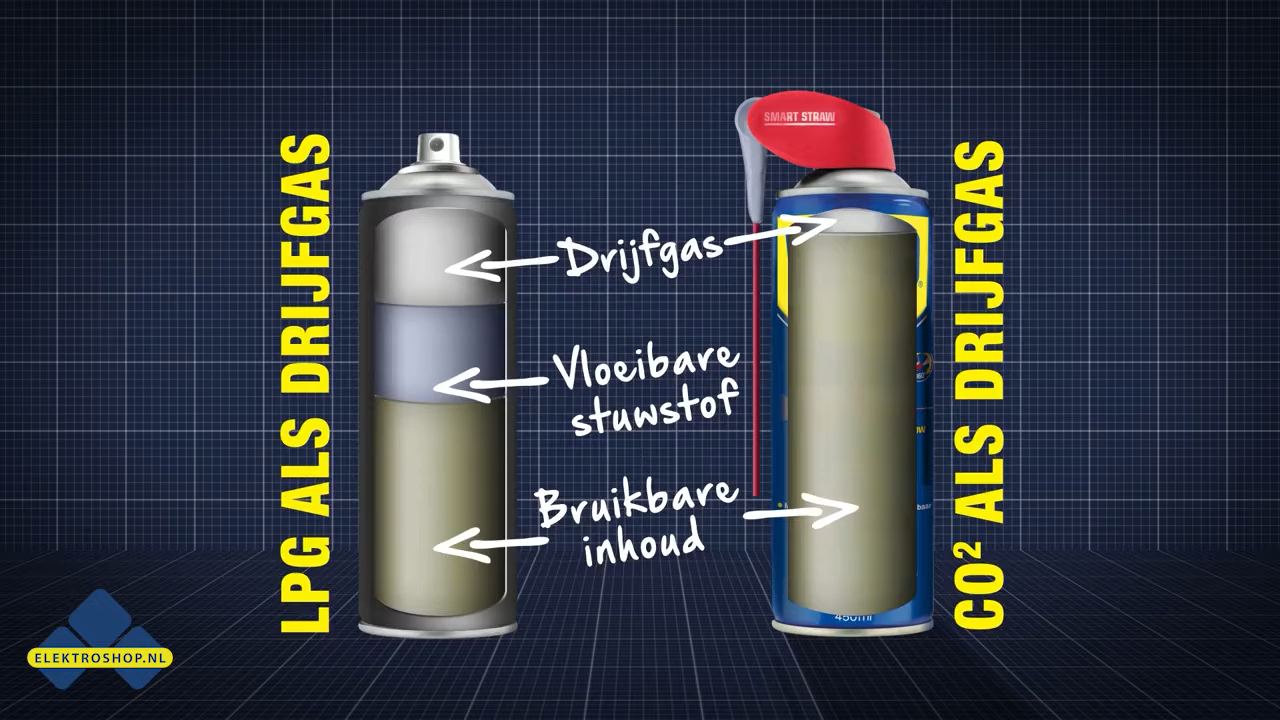 LPG ALS DRIJFGAS
SMART STRAW
Drijfgas
Vloeibare
stuwstof
Bruikbare
inhoud
450ml
CO² ALS DRIJFGAS
ELEKTROSHOP.NL